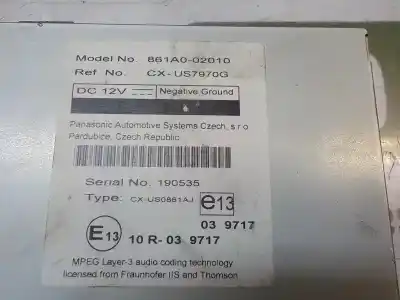 Model No. 861A0-02010
Ref No. CX-US7970G
DC 12V Negative Ground
Panasonic Automotive Systems Czech, s r o
Pardubice, Czech Republic
Serial No. 190535
Type: CX-US0861AJ e13
03 9717
E13 10 R-03 9717
MPEG Layer-3 audio coding technology
licensed from Fraunhofer IIS and Thomson